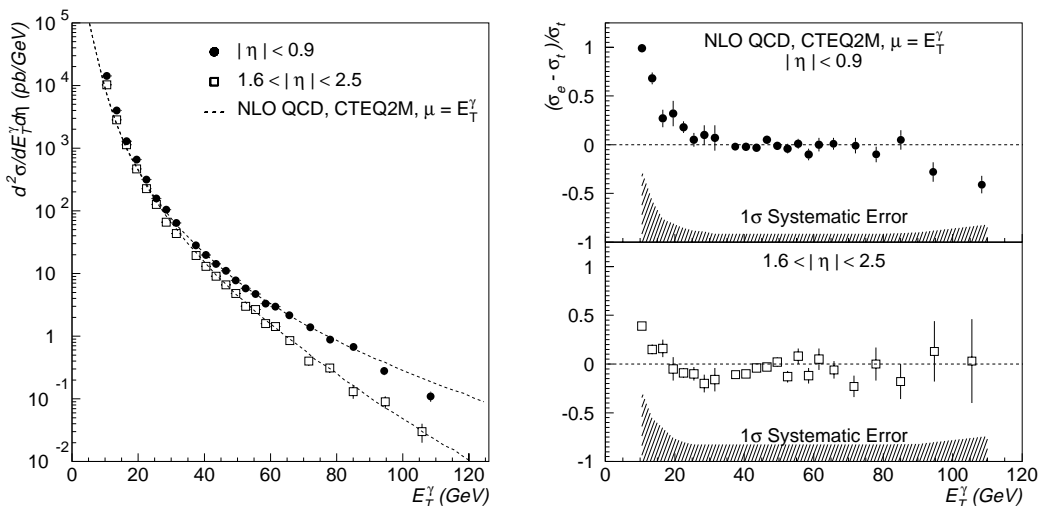 d²σ/dE_T^γdη (pb/GeV)
10^5
10^4
10^3
10^2
10
1
10^-1
10^-2
| η | < 0.9
1.6 < | η | < 2.5
NLO QCD, CTEQ2M, μ = E_T^γ
0 20 40 60 80 100 120
E_T^γ (GeV)
(σ_e - σ_t)/σ_t
1
0.5
0
-0.5
-1
NLO QCD, CTEQ2M, μ = E_T^γ
| η | < 0.9
1σ Systematic Error
1.6 < | η | < 2.5
0.5
0
-0.5
-1
1σ Systematic Error
0 20 40 60 80 100 120
E_T^γ (GeV)